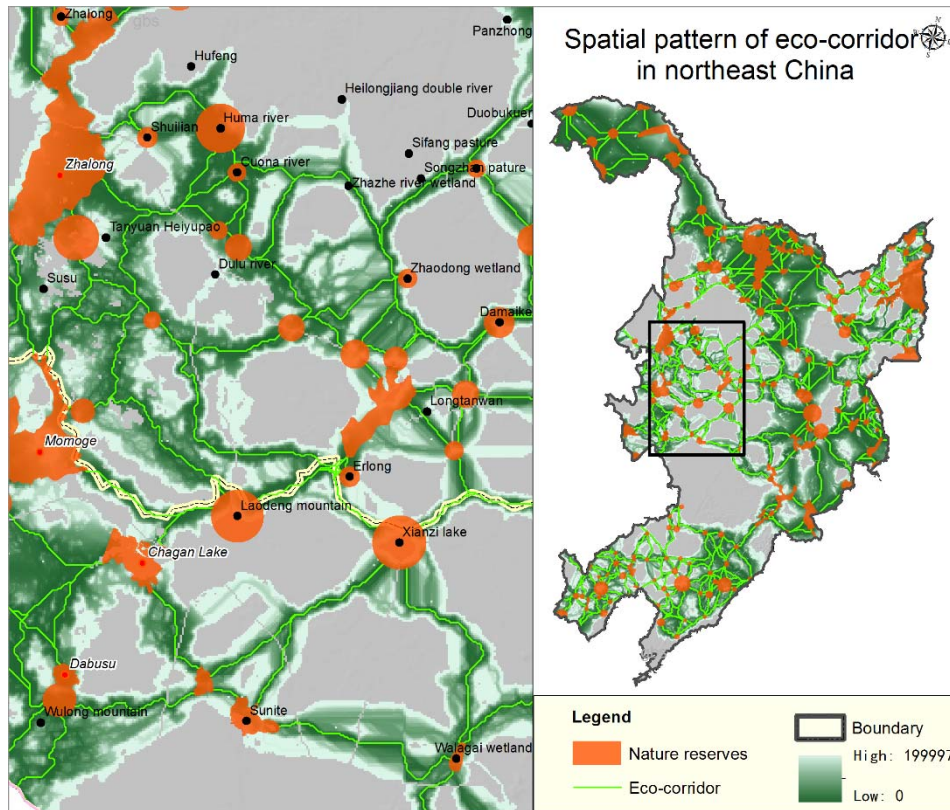 Zhalong
gbs
Panzhong
Hufeng
Heilongjiang double river
Duobukuer
Huma river
Shuilian
Sifang pasture
Zhalong
Cuona river
Songzhan pature
Zhazhe river wetland
Tanyuan Heiyupao
Dulu river
Zhaodong wetland
Susu
Damaike
Longtanwan
Momoge
Erlong
Laodeng mountain
Xianzi lake
Chagan Lake
Dabusu
Wulong mountain
Sunite
Walagai wetland
Spatial pattern of eco-corridor
in northeast China
N
Legend
Nature reserves
Eco-corridor
Boundary
High: 199997
Low: 0